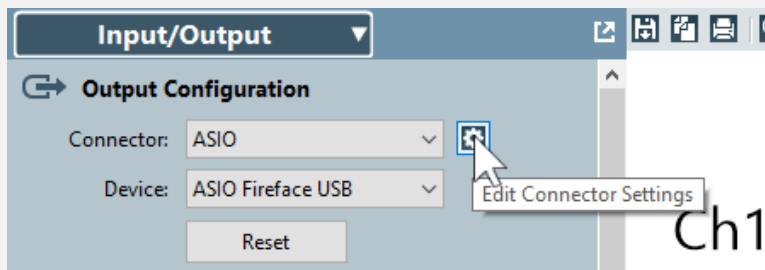 Input/Output
Output Configuration
Connector: ASIO
Edit Connector Settings
Device: ASIO Fireface USB
Reset
Ch1